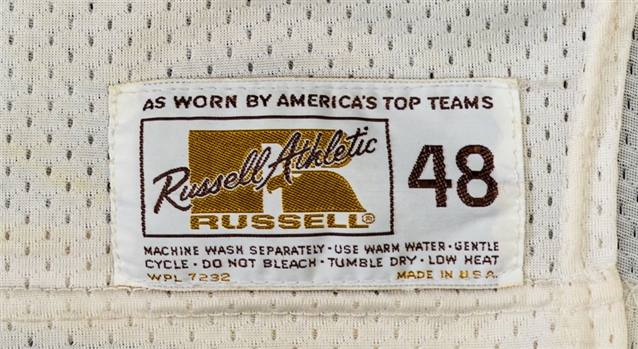 AS WORN BY AMERICA'S TOP TEAMS
Russell Athletic
RUSSELL®
48
MACHINE WASH SEPARATELY · USE WARM WATER · GENTLE
CYCLE · DO NOT BLEACH · TUMBLE DRY · LOW HEAT
WPL 7232 MADE IN U.S.A.